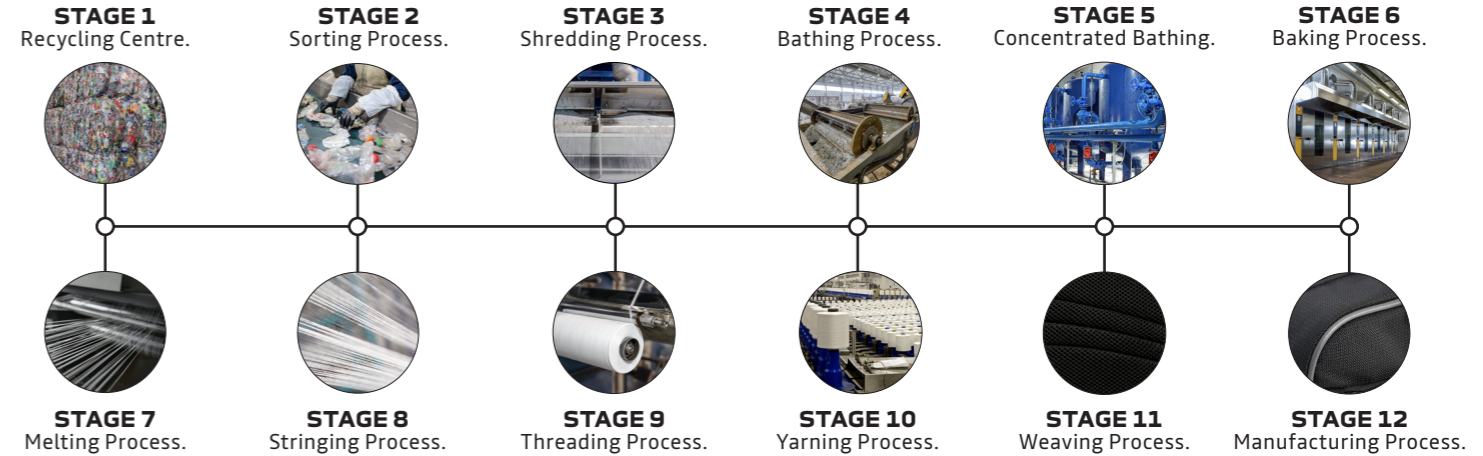 STAGE 1
Recycling Centre.
STAGE 2
Sorting Process.
STAGE 3
Shredding Process.
STAGE 4
Bathing Process.
STAGE 5
Concentrated Bathing.
STAGE 6
Baking Process.
STAGE 7
Melting Process.
STAGE 8
Stringing Process.
STAGE 9
Threading Process.
STAGE 10
Yarning Process.
STAGE 11
Weaving Process.
STAGE 12
Manufacturing Process.